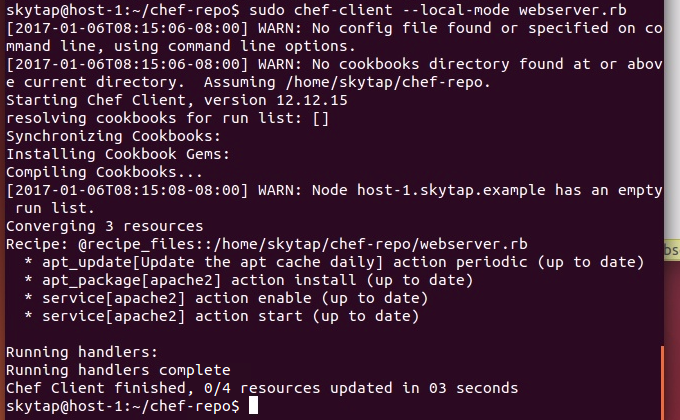 skytap@host-1:~/chef-repo$ sudo chef-client --local-mode webserver.rb
[2017-01-06T08:15:08-08:00] WARN: No config file found or specified on co
mmand line, using command line options.
[2017-01-06T08:15:08-08:00] WARN: No cookbooks directory found at or abov
e current directory.  Assuming /home/skytap/chef-repo.
Starting Chef Client, version 12.12.15
resolving cookbooks for run list: []
Synchronizing Cookbooks:
Installing Cookbook Gems:
Compiling Cookbooks...
[2017-01-06T08:15:08-08:00] WARN: Node host-1.skytap.example has an empty
 run list.
Converging 3 resources
Recipe: @recipe_files::/home/skytap/chef-repo/webserver.rb
  * apt_update[Update the apt cache daily] action periodic (up to date)
  * apt_package[apache2] action install (up to date)
  * service[apache2] action enable (up to date)
  * service[apache2] action start (up to date)

Running handlers:
Running handlers complete
Chef Client finished, 0/4 resources updated in 03 seconds
skytap@host-1:~/chef-repo$